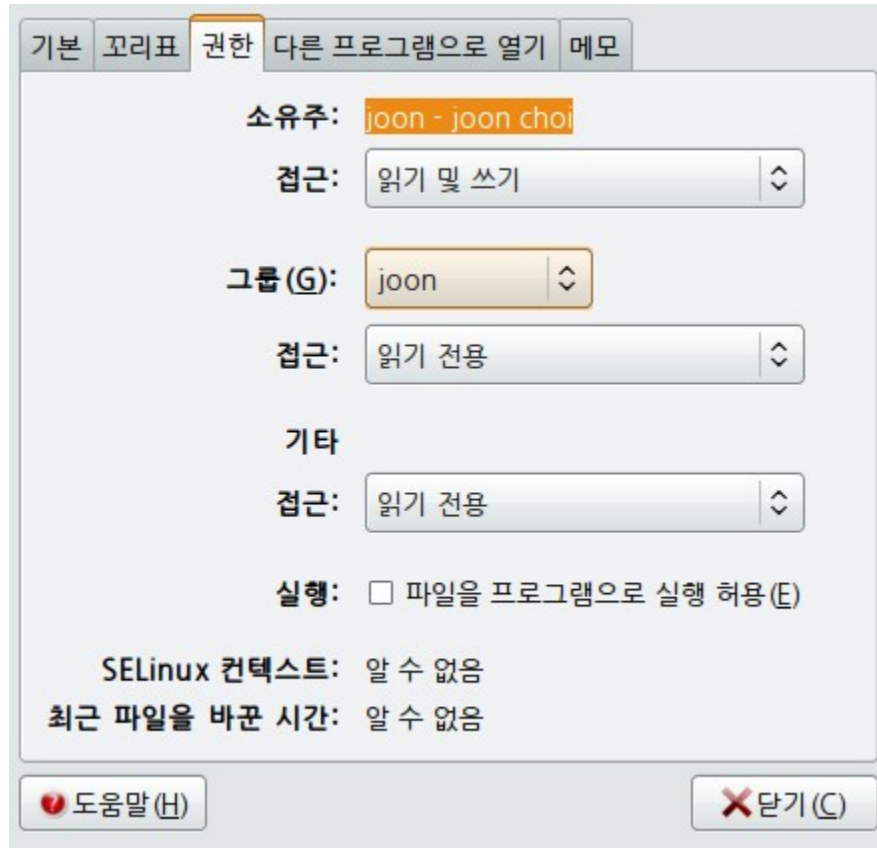 기본 꼬리표 권한 다른 프로그램으로 열기 메모
소유주: joon - joon choi
접근: 읽기 및 쓰기
그룹(G): joon
접근: 읽기 전용
기타
접근: 읽기 전용
실행: 파일을 프로그램으로 실행 허용(E)
SELinux 컨텍스트: 알 수 없음
최근 파일을 바꾼 시간: 알 수 없음
도움말(H) 닫기(C)